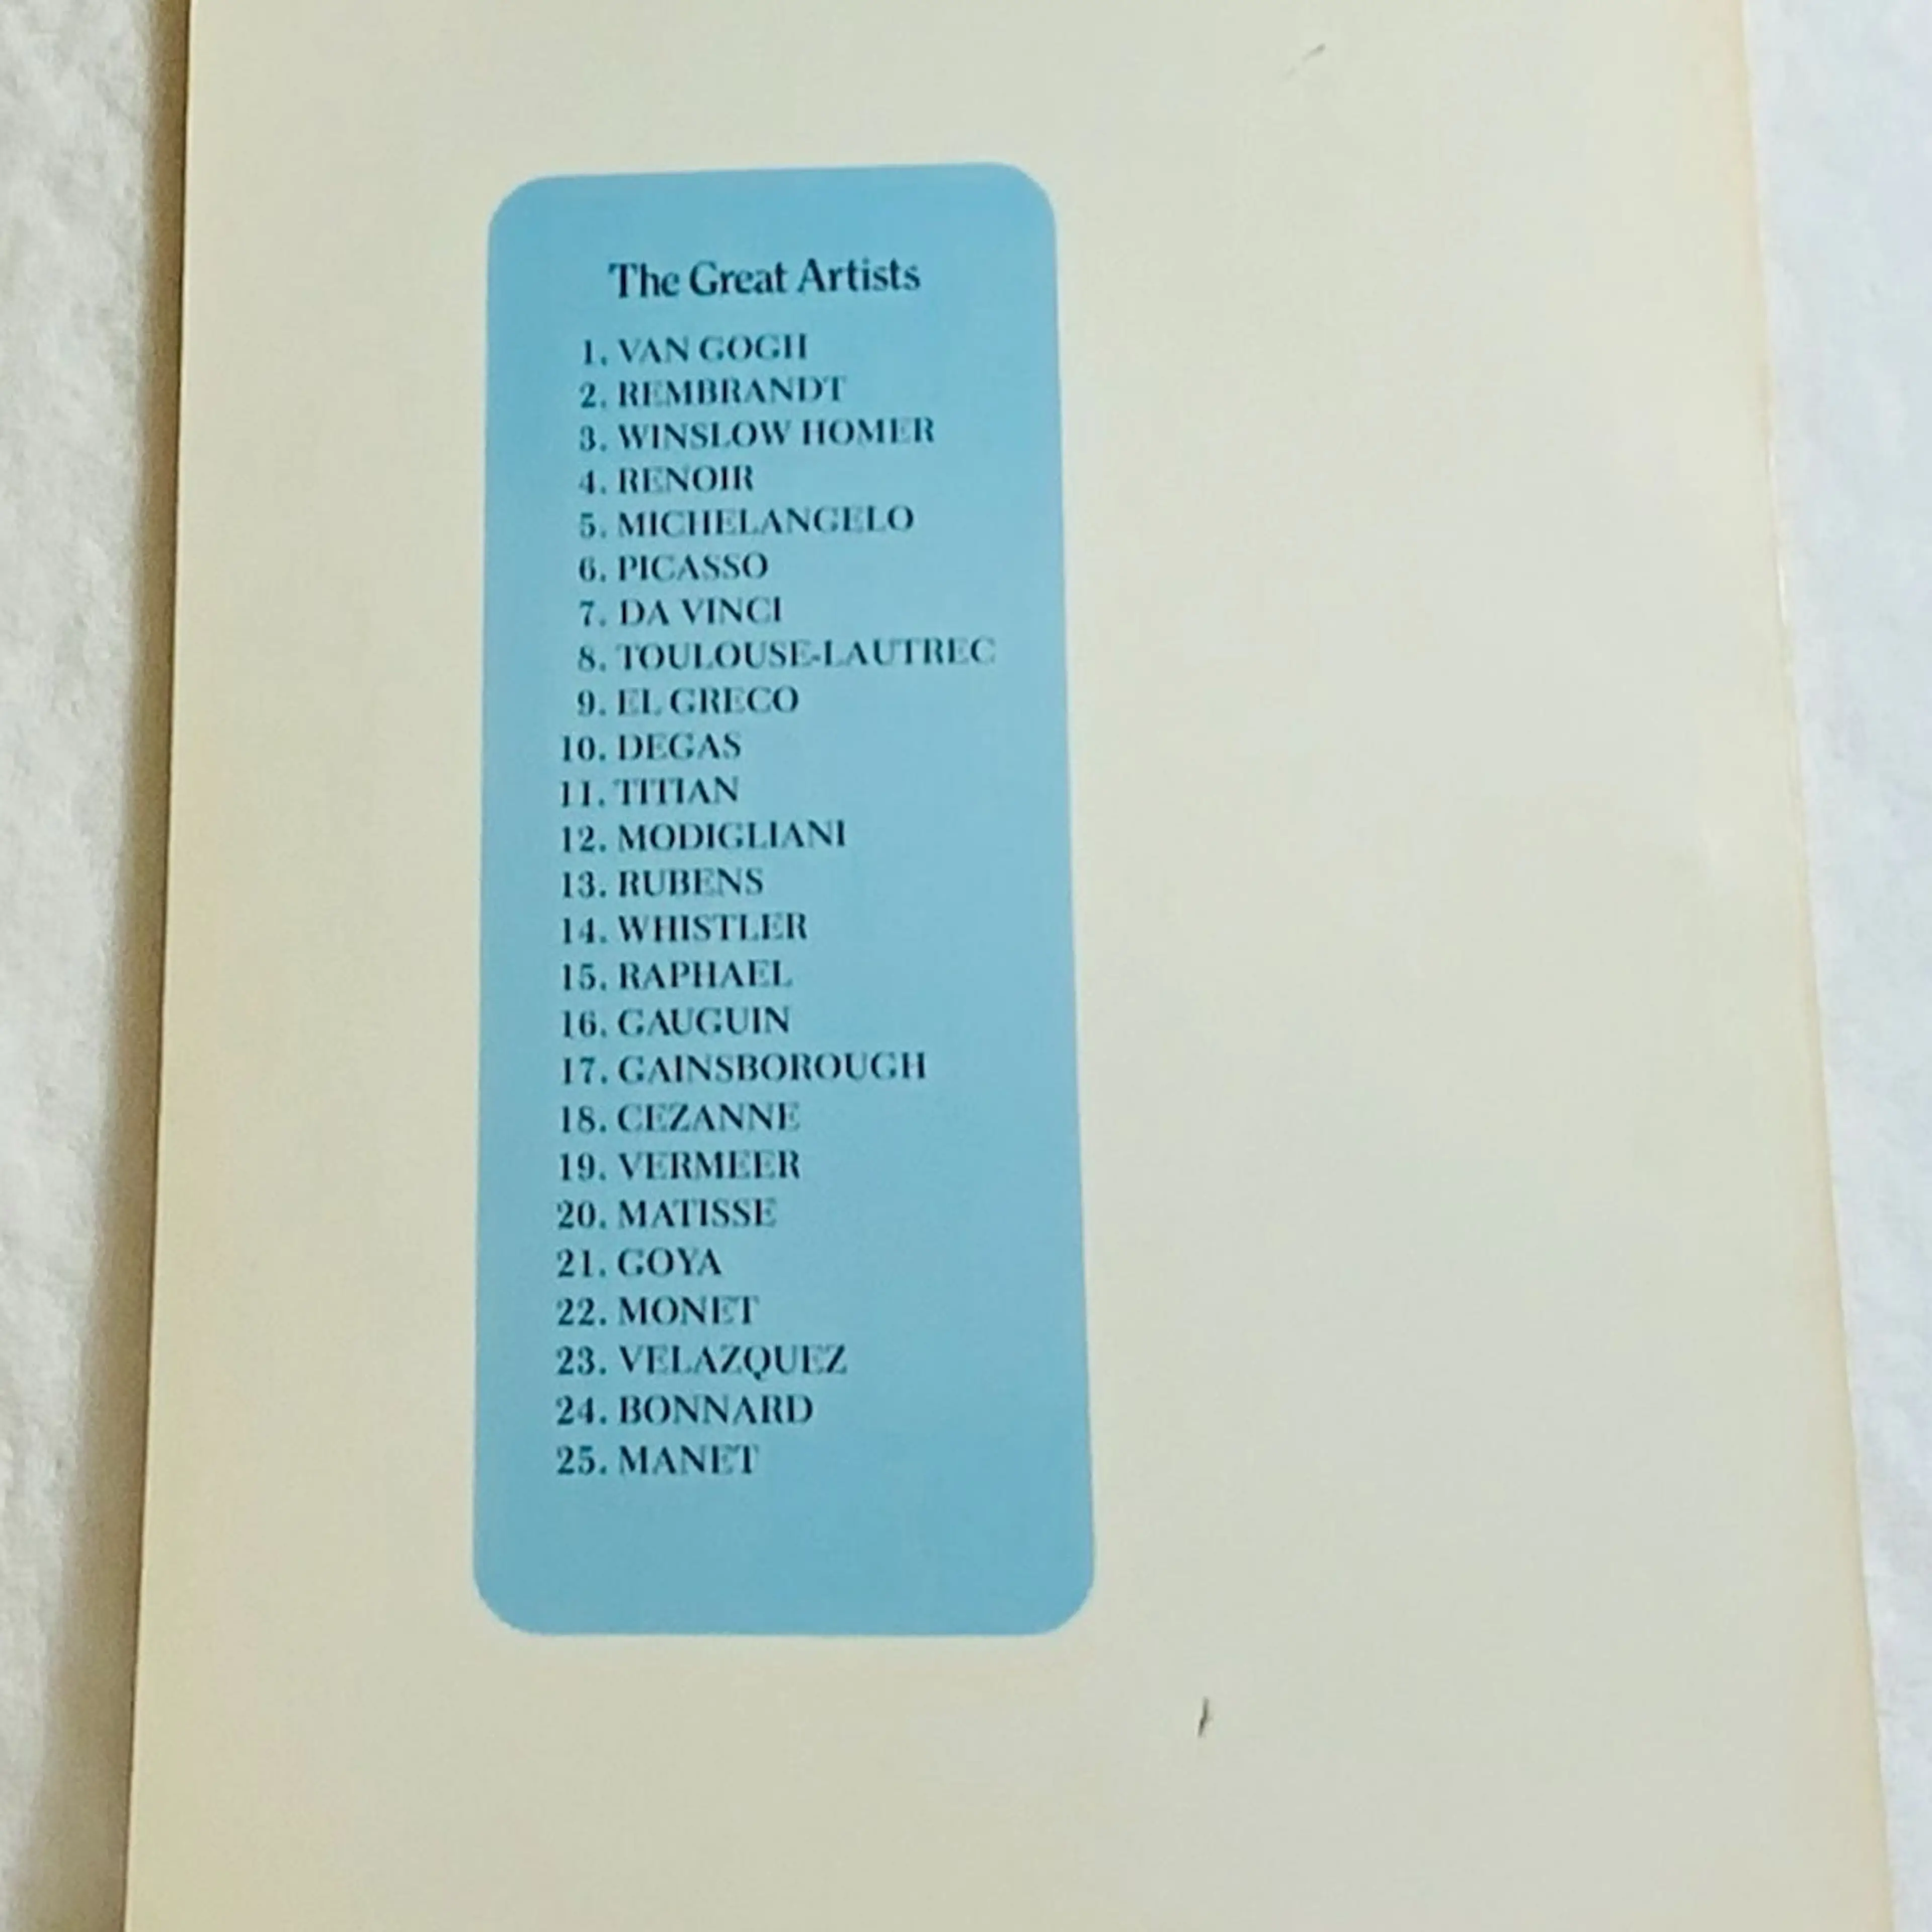 The Great Artists
1. VAN GOGH
2. REMBRANDT
3. WINSLOW HOMER
4. RENOIR
5. MICHELANGELO
6. PICASSO
7. DA VINCI
8. TOULOUSE-LAUTREC
9. EL GRECO
10. DEGAS
11. TITIAN
12. MODIGLIANI
13. RUBENS
14. WHISTLER
15. RAPHAEL
16. GAUGUIN
17. GAINSBOROUGH
18. CEZANNE
19. VERMEER
20. MATISSE
21. GOYA
22. MONET
23. VELAZQUEZ
24. BONNARD
25. MANET